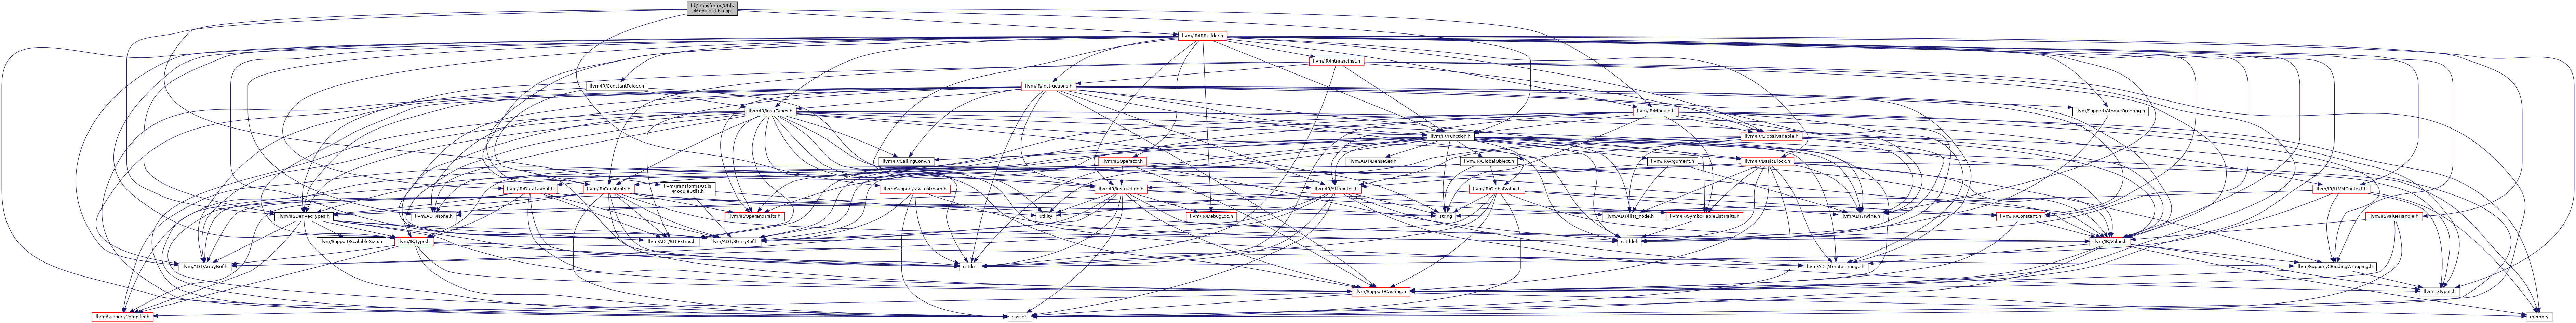 lib/Transforms/Utils
/ModuleUtils.cpp
llvm/IR/IRBuilder.h
llvm/IR/IntrinsicInst.h
llvm/IR/ConstantFolder.h
llvm/IR/Instructions.h
llvm/IR/InstrTypes.h
llvm/IR/Module.h
llvm/Support/AtomicOrdering.h
llvm/IR/Function.h
llvm/IR/GlobalVariable.h
llvm/IR/CallingConv.h
llvm/IR/Operator.h
llvm/ADT/DenseSet.h
llvm/IR/GlobalObject.h
llvm/IR/Argument.h
llvm/IR/BasicBlock.h
llvm/IR/DataLayout.h
llvm/IR/Constants.h
llvm/Transforms/Utils
/ModuleUtils.h
llvm/Support/raw_ostream.h
llvm/IR/Instruction.h
llvm/IR/Attributes.h
llvm/IR/GlobalValue.h
llvm/IR/LLVMContext.h
llvm/IR/DerivedTypes.h
llvm/ADT/None.h
llvm/IR/OperandTraits.h
utility
llvm/IR/DebugLoc.h
string
llvm/ADT/ilist_node.h
llvm/IR/SymbolTableListTraits.h
llvm/ADT/Twine.h
llvm/IR/Constant.h
llvm/IR/ValueHandle.h
llvm/Support/ScalableSize.h
llvm/IR/Type.h
llvm/ADT/STLExtras.h
llvm/ADT/StringRef.h
cstddef
llvm/IR/Value.h
llvm/ADT/ArrayRef.h
cstdint
llvm/ADT/iterator_range.h
llvm/Support/CBindingWrapping.h
llvm/Support/Casting.h
llvm-c/Types.h
llvm/Support/Compiler.h
cassert
memory